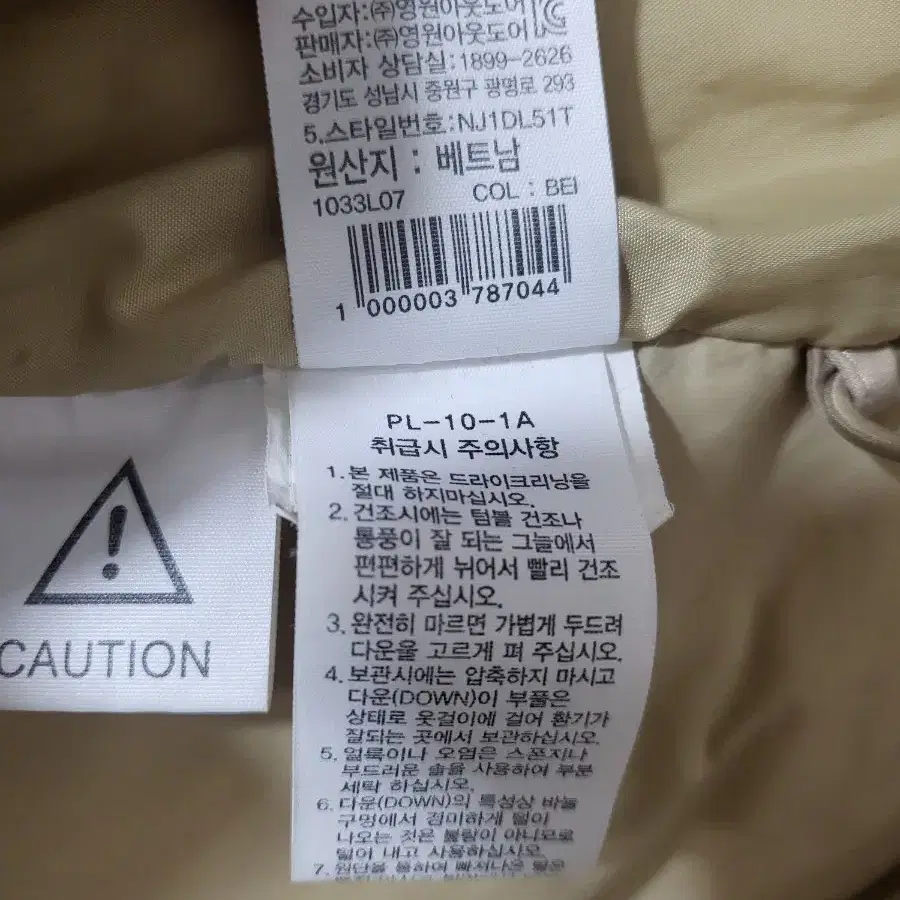 수입자:(주)영원아웃도어
판매자:(주)영원아웃도어
소비자 상담실:1899-2626
경기도 성남시 중원구 광명로 293
5.스타일번호:NJ1DL51T
원산지 : 베트남
1033L07 COL : BEI
1 000003 787044
PL-10-1A
취급시 주의사항
1.본 제품은 드라이크리닝을
절대 하지마십시오.
2.건조시에는 텀블 건조나
통풍이 잘 되는 그늘에서
편편하게 뉘어서 빨리 건조
시켜 주십시오.
3.완전히 마르면 가볍게 두드려
다운을 고르게 펴 주십시오.
4.보관시에는 압축하지 마시고
다운(DOWN)이 부풀은
상태로 옷걸이에 걸어 환기가
잘되는 곳에서 보관하십시오.
5.얼룩이나 오염은 스폰지나
부드러운 솔을 사용하여 부분
세탁 하십시오.
6.다운(DOWN)의 특성상 바늘
구멍에서 경미하게 털이
나오는 것은 불량이 아니므로
털어 내고 사용하십시오.
7.원단을 통하여 빠져나온 털은
CAUTION